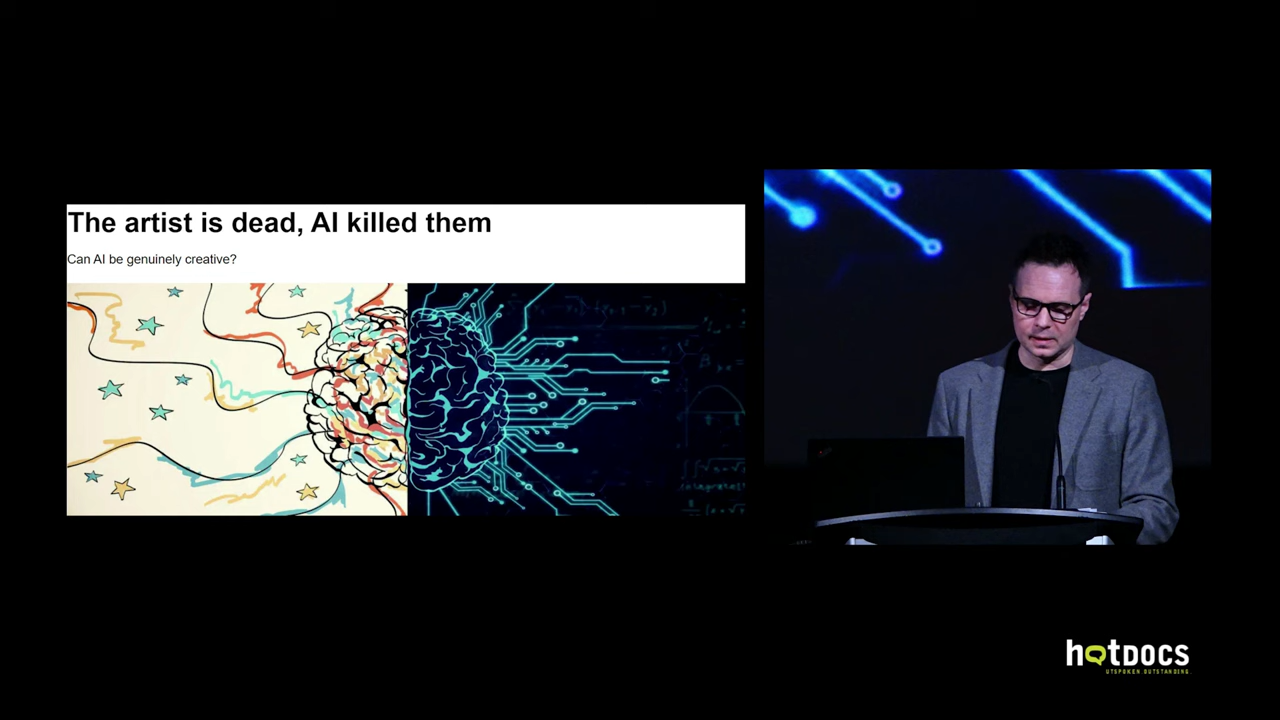 The artist is dead, AI killed them
Can AI be genuinely creative?
hotDOCS
OUTSPOKEN OUTSTANDING.